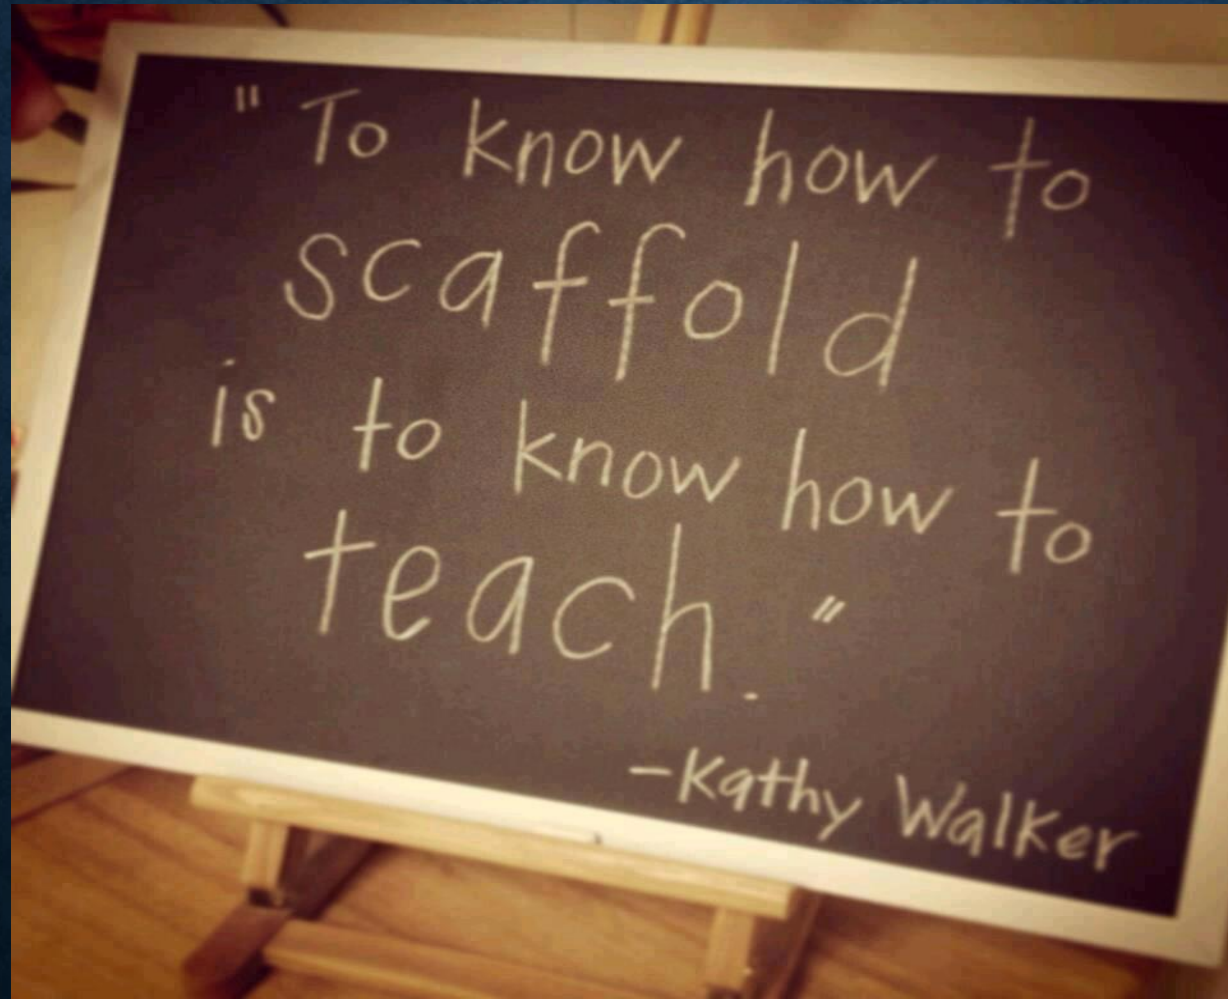 "To know how to
scaffold
is to know how to
teach."
-Kathy Walker